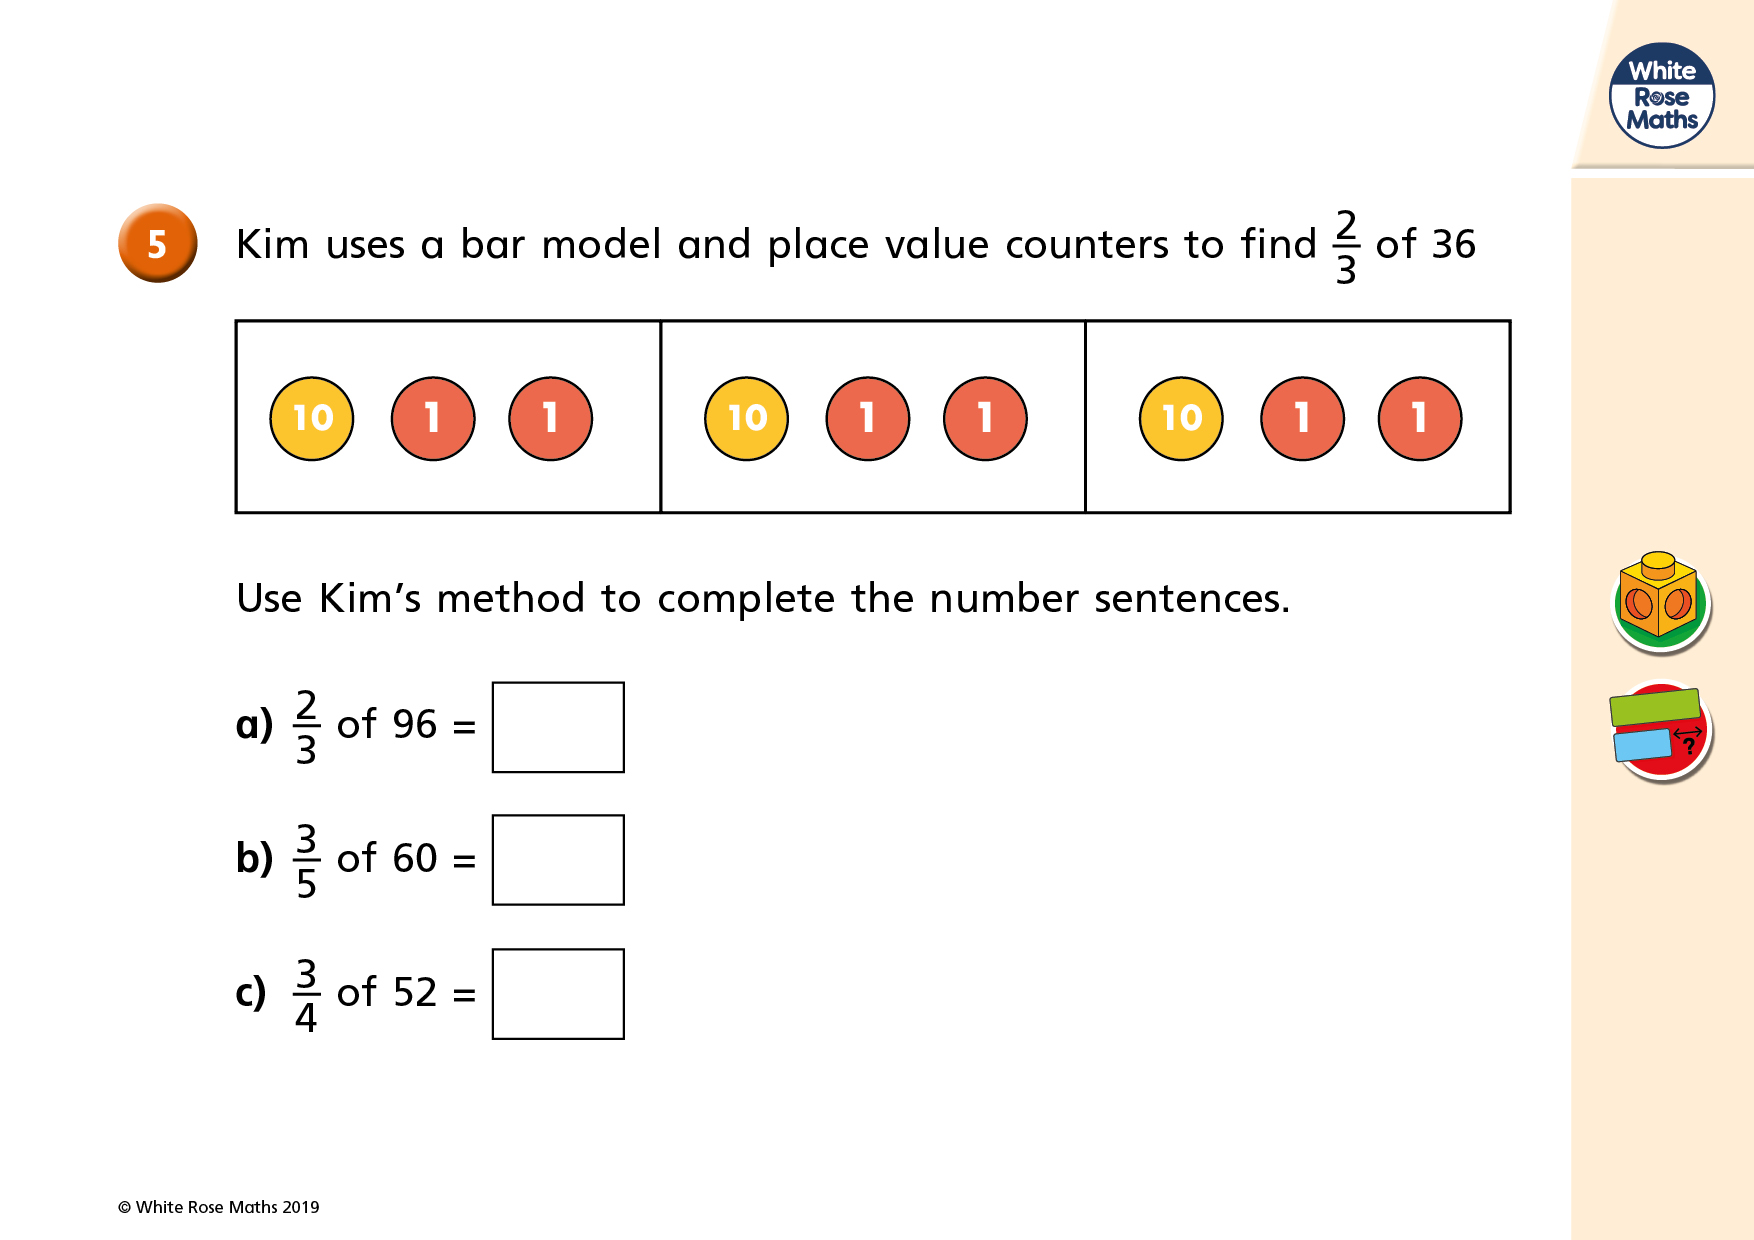 White
Rose
Maths
5 Kim uses a bar model and place value counters to find 2/3 of 36
10 1 1 10 1 1 10 1 1
Use Kim’s method to complete the number sentences.
a) 2/3 of 96 =
b) 3/5 of 60 =
?
c) 3/4 of 52 =
© White Rose Maths 2019